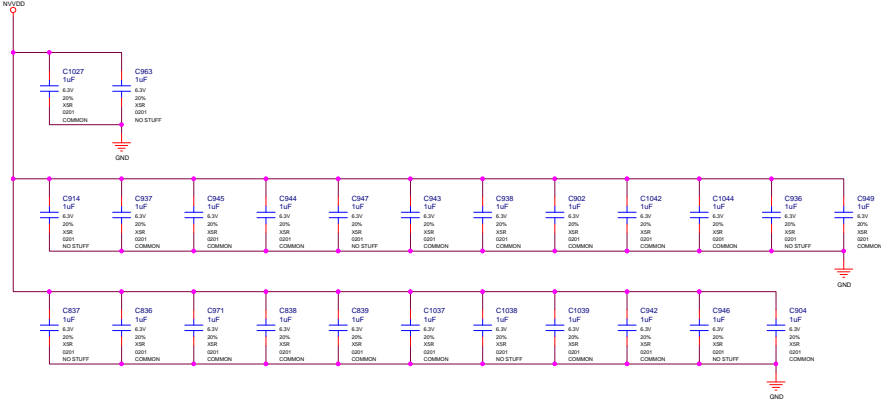 NVVDD
C1027
1uF
6.3V
20%
X5R
0201
COMMON
C963
1uF
6.3V
20%
X5R
0201
NO STUFF
GND
C914
1uF
6.3V
20%
X5R
0201
NO STUFF
C937
1uF
6.3V
20%
X5R
0201
COMMON
C945
1uF
6.3V
20%
X5R
0201
COMMON
C944
1uF
6.3V
20%
X5R
0201
COMMON
C947
1uF
6.3V
20%
X5R
0201
NO STUFF
C943
1uF
6.3V
20%
X5R
0201
COMMON
C938
1uF
6.3V
20%
X5R
0201
COMMON
C902
1uF
6.3V
20%
X5R
0201
COMMON
C1042
1uF
6.3V
20%
X5R
0201
COMMON
C1044
1uF
6.3V
20%
X5R
0201
COMMON
C936
1uF
6.3V
20%
X5R
0201
NO STUFF
C949
1uF
6.3V
20%
X5R
0201
COMMON
GND
C837
1uF
6.3V
20%
X5R
0201
NO STUFF
C836
1uF
6.3V
20%
X5R
0201
COMMON
C971
1uF
6.3V
20%
X5R
0201
COMMON
C838
1uF
6.3V
20%
X5R
0201
COMMON
C839
1uF
6.3V
20%
X5R
0201
COMMON
C1037
1uF
6.3V
20%
X5R
0201
COMMON
C1038
1uF
6.3V
20%
X5R
0201
NO STUFF
C1039
1uF
6.3V
20%
X5R
0201
COMMON
C942
1uF
6.3V
20%
X5R
0201
COMMON
C946
1uF
6.3V
20%
X5R
0201
NO STUFF
C904
1uF
6.3V
20%
X5R
0201
COMMON
GND